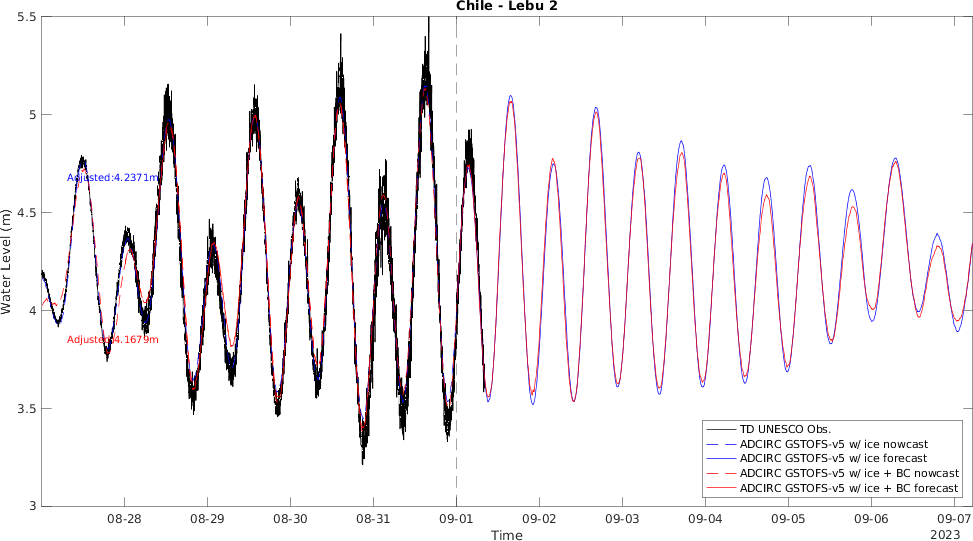 Chile - Lebu 2
5.5
5
4.5
4
3.5
3
Water Level (m)
Adjusted:4.2371m
Adjusted:4.1679m
TD UNESCO Obs.
ADCIRC GSTOFS-v5 w/ ice nowcast
ADCIRC GSTOFS-v5 w/ ice forecast
ADCIRC GSTOFS-v5 w/ ice + BC nowcast
ADCIRC GSTOFS-v5 w/ ice + BC forecast
08-28 08-29 08-30 08-31 09-01 09-02 09-03 09-04 09-05 09-06 09-07
Time
2023